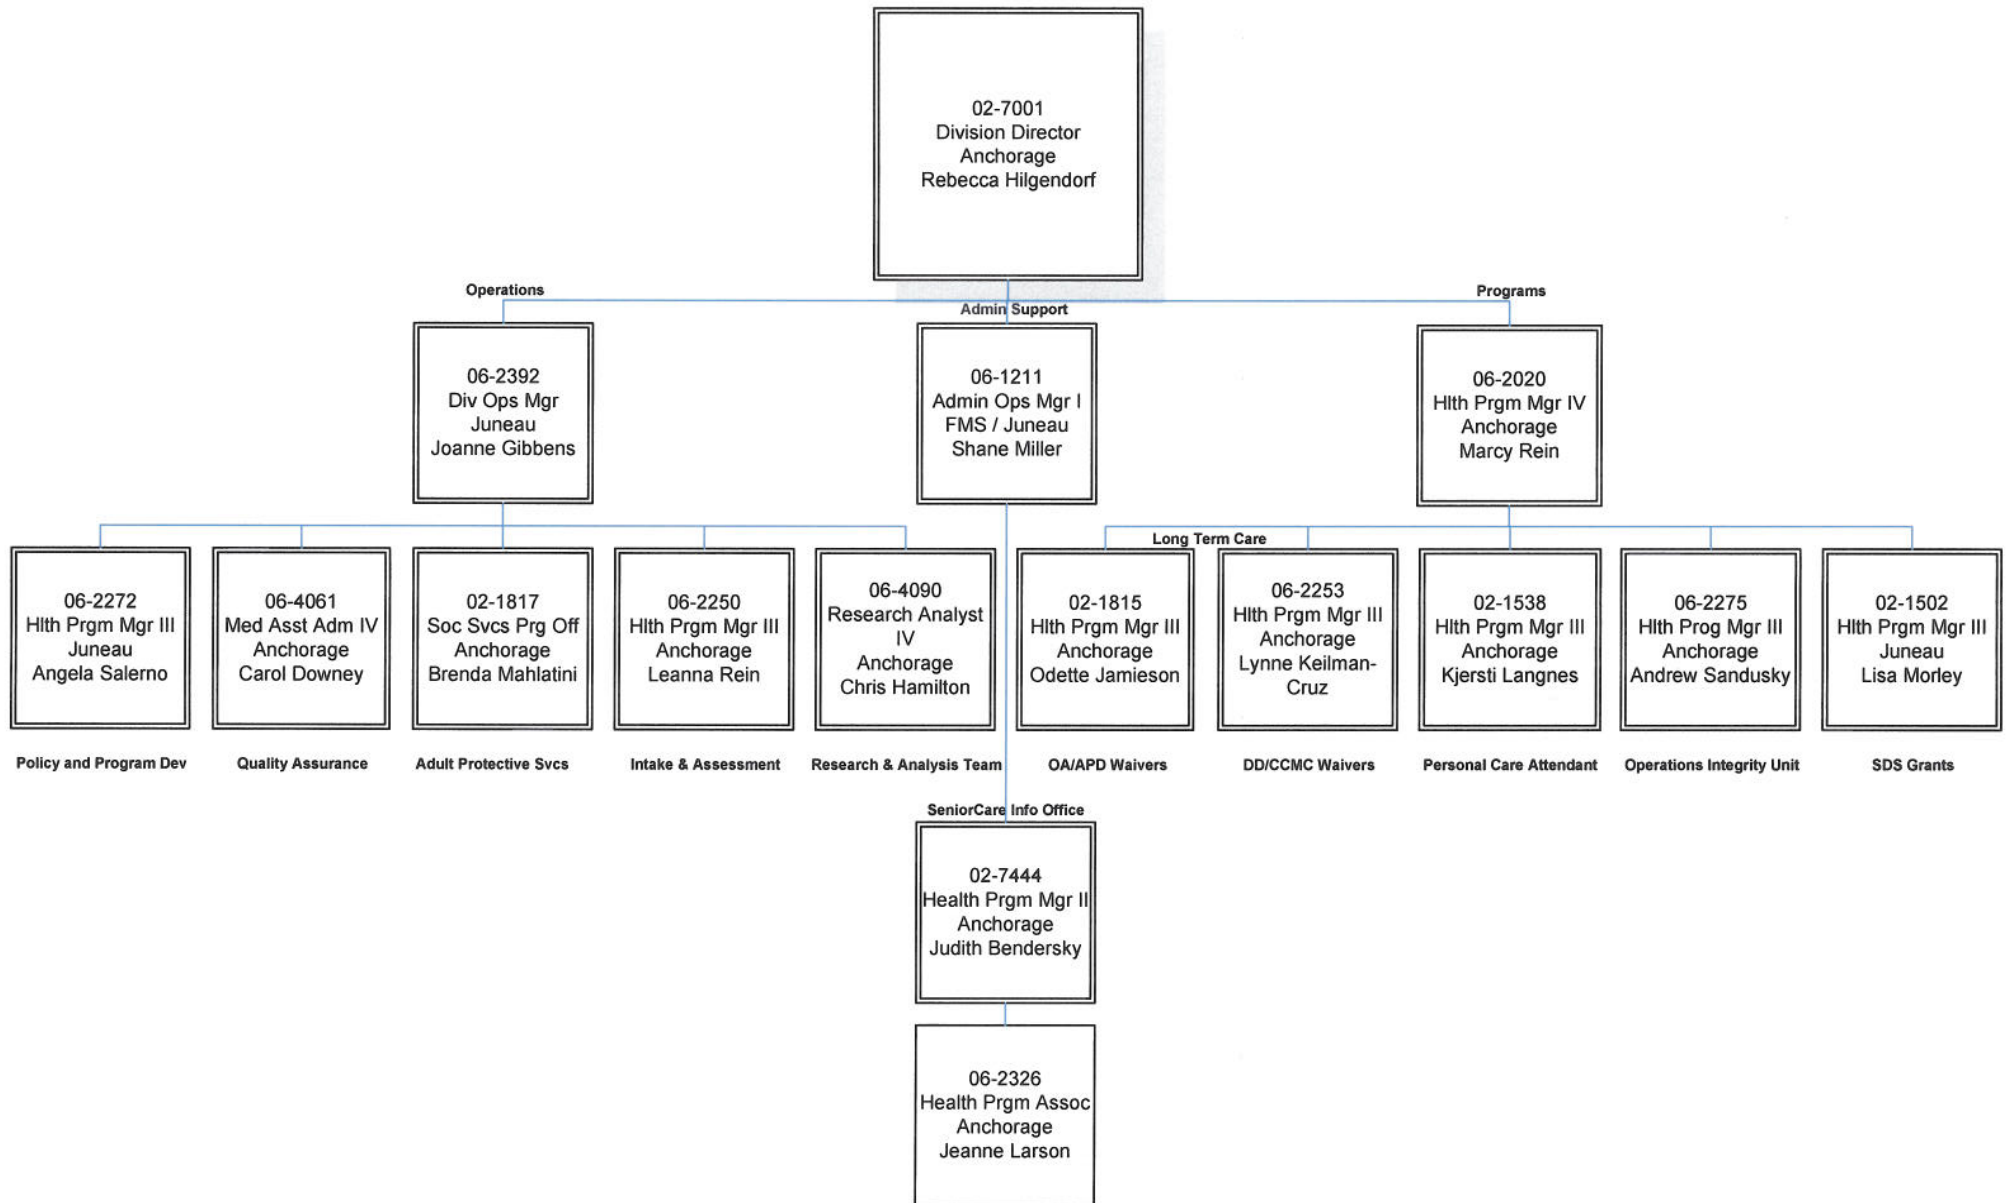 02-7001
Division Director
Anchorage
Rebecca Hilgendorf
Operations
Admin Support
Programs
06-2392
Div Ops Mgr
Juneau
Joanne Gibbens
06-1211
Admin Ops Mgr I
FMS / Juneau
Shane Miller
06-2020
Hlth Prgm Mgr IV
Anchorage
Marcy Rein
Long Term Care
06-2272
Hlth Prgm Mgr III
Juneau
Angela Salerno
06-4061
Med Asst Adm IV
Anchorage
Carol Downey
02-1817
Soc Svcs Prg Off
Anchorage
Brenda Mahlatini
06-2250
Hlth Prgm Mgr III
Anchorage
Leanna Rein
06-4090
Research Analyst
IV
Anchorage
Chris Hamilton
02-1815
Hlth Prgm Mgr III
Anchorage
Odette Jamieson
06-2253
Hlth Prgm Mgr III
Anchorage
Lynne Keilman-
Cruz
02-1538
Hlth Prgm Mgr III
Anchorage
Kjersti Langnes
06-2275
Hlth Prog Mgr III
Anchorage
Andrew Sandusky
02-1502
Hlth Prgm Mgr III
Juneau
Lisa Morley
Policy and Program Dev
Quality Assurance
Adult Protective Svcs
Intake & Assessment
Research & Analysis Team
OA/APD Waivers
DD/CCMC Waivers
Personal Care Attendant
Operations Integrity Unit
SDS Grants
SeniorCare Info Office
02-7444
Health Prgm Mgr II
Anchorage
Judith Bendersky
06-2326
Health Prgm Assoc
Anchorage
Jeanne Larson